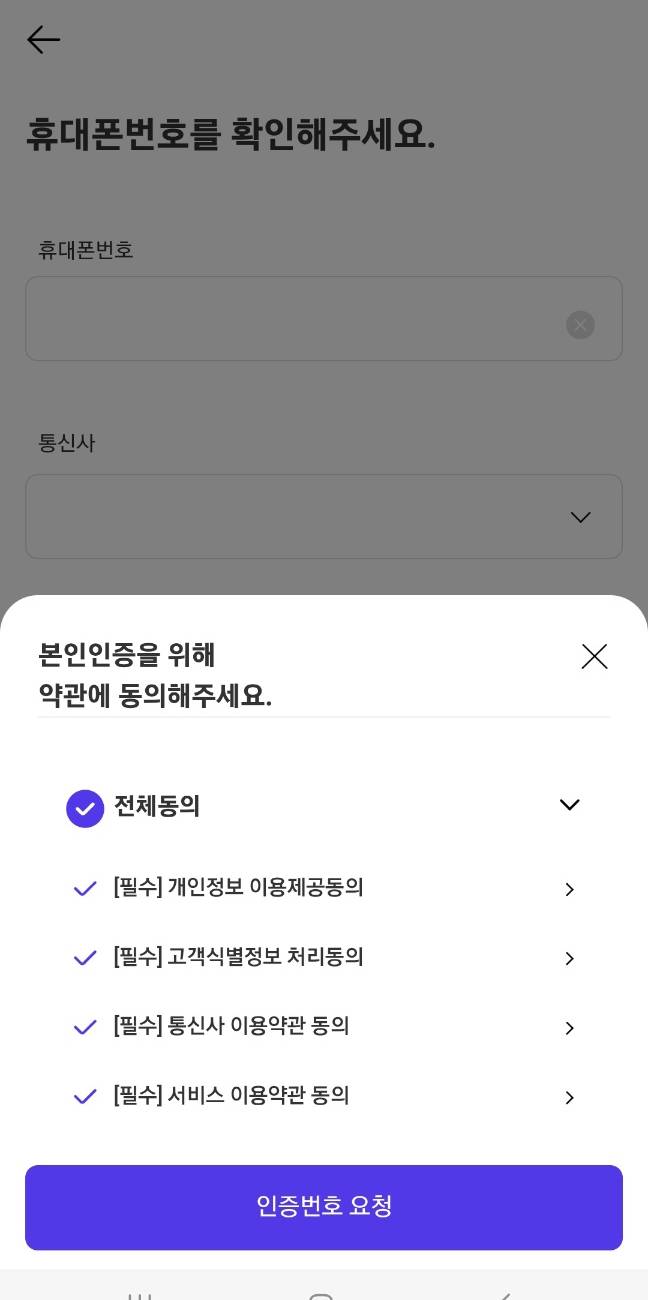 휴대폰번호를 확인해주세요.
휴대폰번호
통신사
본인인증을 위해
약관에 동의해주세요.
전체동의
[필수] 개인정보 이용제공동의
[필수] 고객식별정보 처리동의
[필수] 통신사 이용약관 동의
[필수] 서비스 이용약관 동의
인증번호 요청